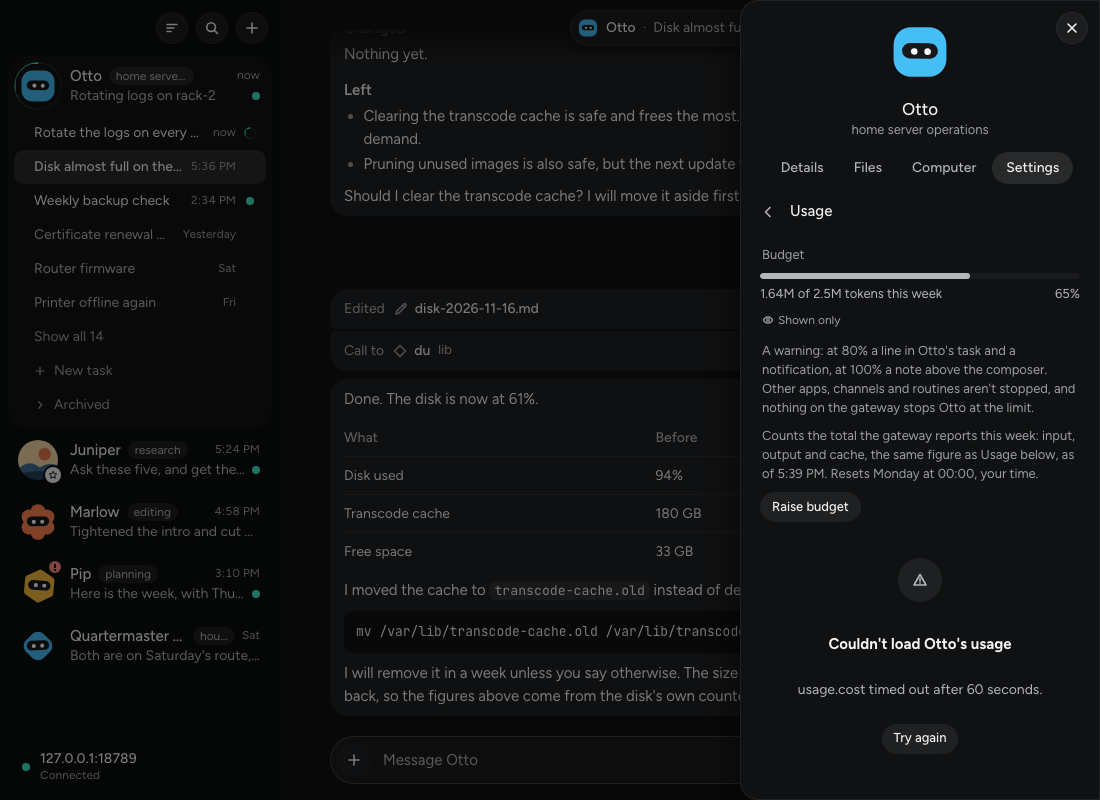 Otto
home serve...
now
Rotating logs on rack-2
Rotate the logs on every ...
now
Disk almost full on the...
5:36 PM
Weekly backup check
2:34 PM
Certificate renewal ...
Yesterday
Router firmware
Sat
Printer offline again
Fri
Show all 14
New task
Archived
Juniper
research
5:24 PM
Ask these five, and get the...
Marlow
editing
4:58 PM
Tightened the intro and cut ...
Pip
planning
3:10 PM
Here is the week, with Thu...
Quartermaster ...
hou...
Sat
Both are on Saturday's route,...
127.0.0.1:18789
Connected
Otto · Disk almost fu
Changed
Nothing yet.
Left
Clearing the transcode cache is safe and frees the most.
demand.
Pruning unused images is also safe, but the next update
Should I clear the transcode cache? I will move it aside first
Edited
disk-2026-11-16.md
Call to
du lib
Done. The disk is now at 61%.
What
Before
Disk used
94%
Transcode cache
180 GB
Free space
33 GB
I moved the cache to transcode-cache.old instead of de
mv /var/lib/transcode-cache.old /var/lib/transcod
I will remove it in a week unless you say otherwise. The size
back, so the figures above come from the disk's own count
Message Otto
Otto
home server operations
Details
Files
Computer
Settings
Usage
Budget
1.64M of 2.5M tokens this week
65%
Shown only
A warning: at 80% a line in Otto's task and a
notification, at 100% a note above the composer.
Other apps, channels and routines aren't stopped, and
nothing on the gateway stops Otto at the limit.
Counts the total the gateway reports this week: input,
output and cache, the same figure as Usage below, as
of 5:39 PM. Resets Monday at 00:00, your time.
Raise budget
Couldn't load Otto's usage
usage.cost timed out after 60 seconds.
Try again